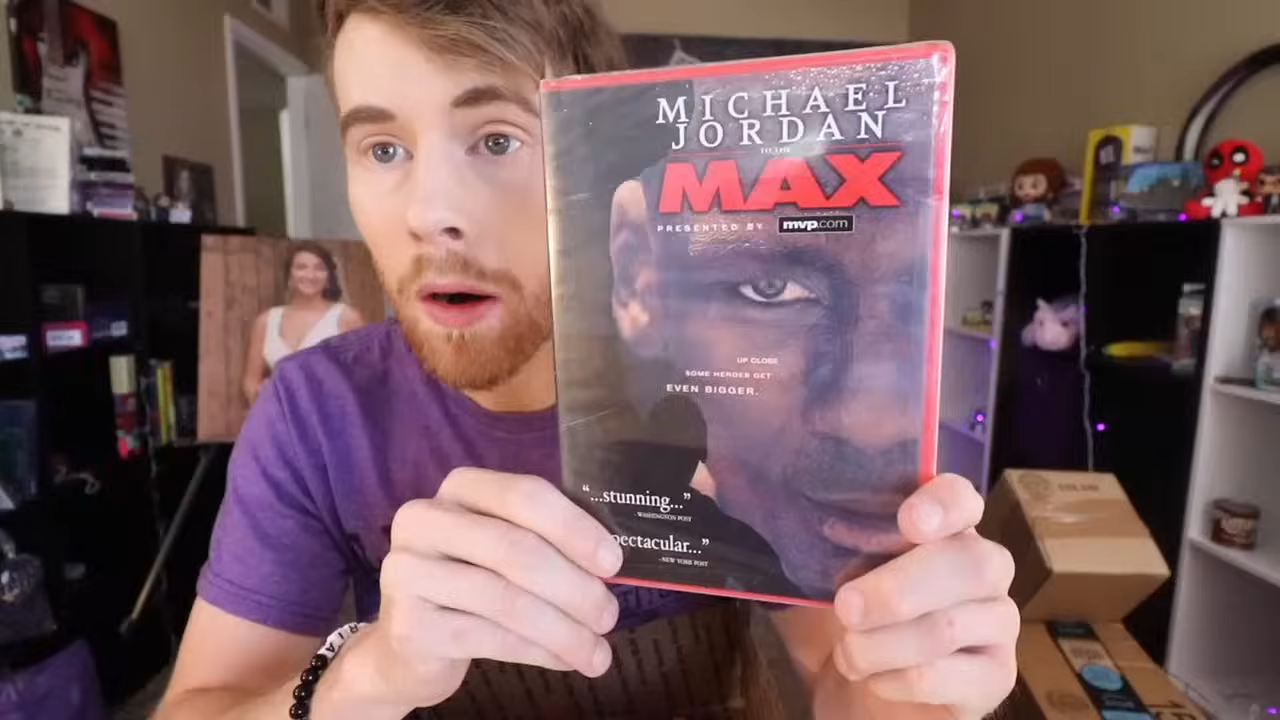 MICHAEL
JORDAN
TO THE
MAX
PRESENTED BY mvp.com
UP CLOSE
SOME HEROES GET
EVEN BIGGER.
"...stunning..."
- WASHINGTON POST
pectacular..."
- NEW YORK POST